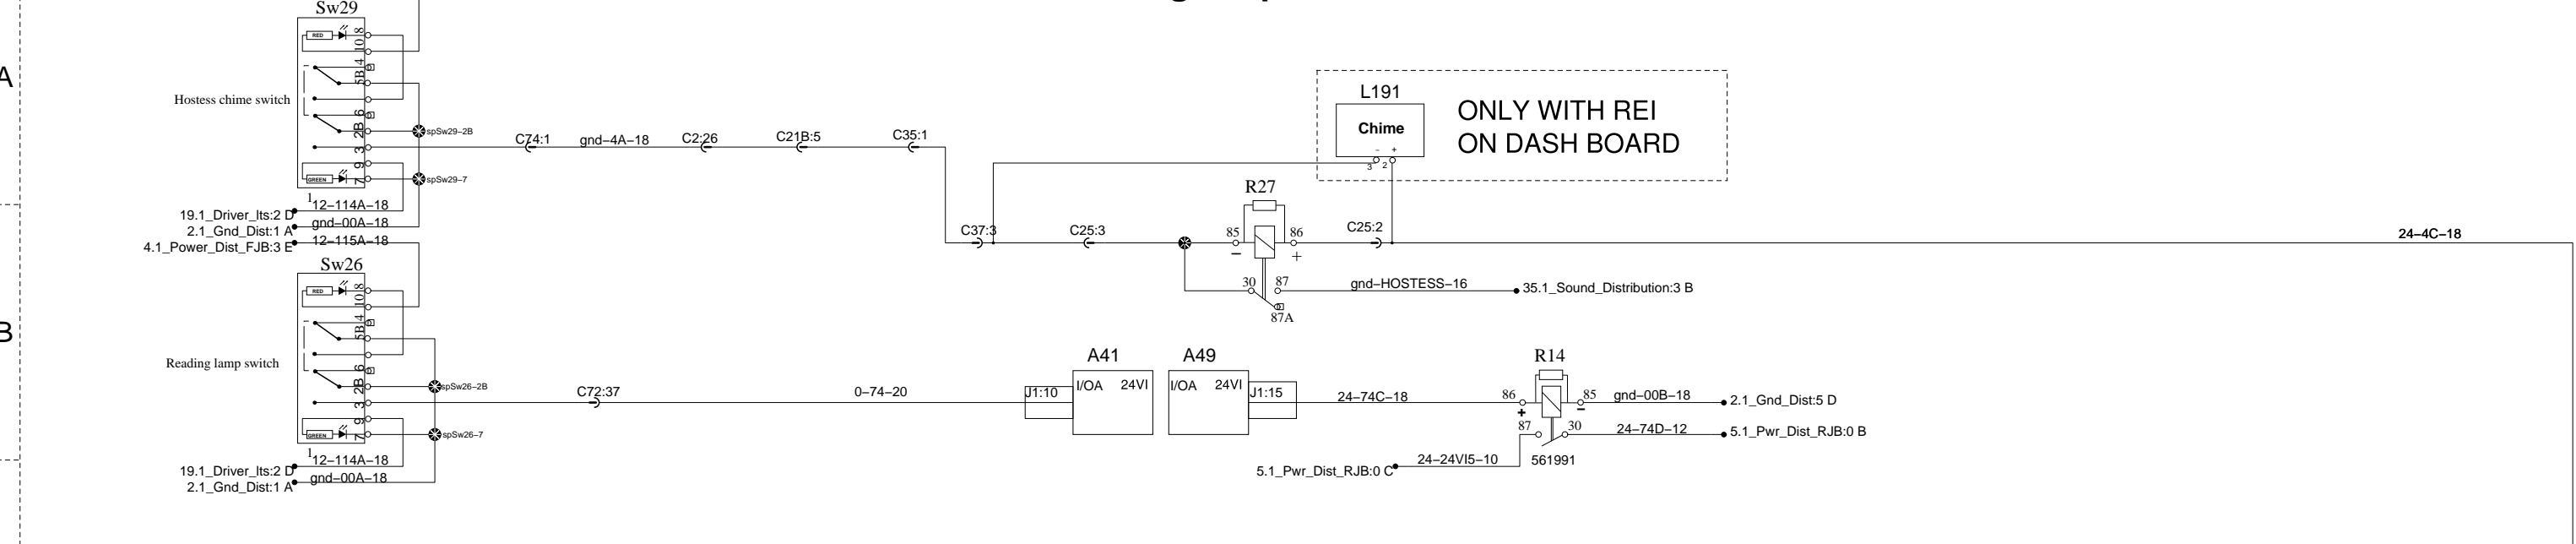 A
B
Sw29
RED
8
10
4
5B
6
2B
3
9
GREEN
7
Hostess chime switch
spSw29-2B
spSw29-7
1
12-114A-18
19.1_Driver_lts:2 D
gnd-00A-18
2.1_Gnd_Dist:1 A
12-115A-18
4.1_Power_Dist_FJB:3 E
C74:1
gnd-4A-18
C2:26
C21B:5
C35:1
L191
Chime
- +
3 2
ONLY WITH REI
ON DASH BOARD
R27
C37:3
C25:3
85
86
- +
C25:2
24-4C-18
30 87
87A
gnd-HOSTESS-16
35.1_Sound_Distribution:3 B
Sw26
RED
8
10
4
5B
6
2B
3
9
GREEN
7
Reading lamp switch
spSw26-2B
spSw26-7
1
12-114A-18
19.1_Driver_lts:2 D
gnd-00A-18
2.1_Gnd_Dist:1 A
C72:37
0-74-20
A41
J1:10
I/OA 24VI
A49
I/OA 24VI
J1:15
24-74C-18
R14
86
85
+ -
gnd-00B-18
2.1_Gnd_Dist:5 D
87
30
24-74D-12
5.1_Pwr_Dist_RJB:0 B
561991
24-24VI5-10
5.1_Pwr_Dist_RJB:0 C